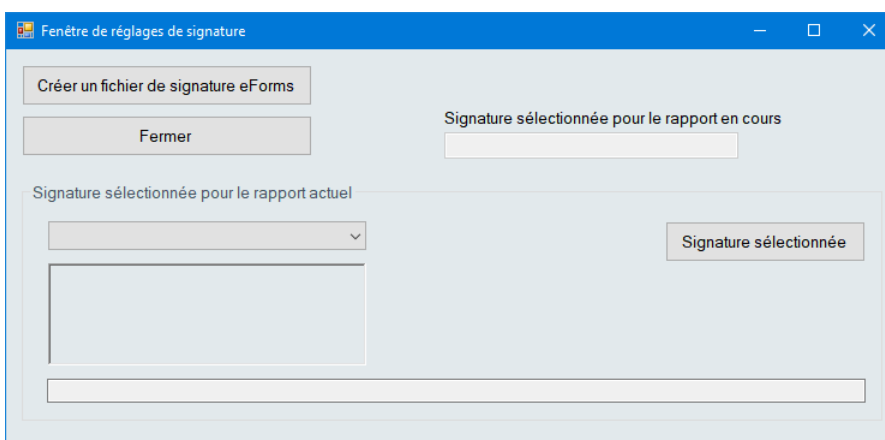 Fenêtre de réglages de signature
Créer un fichier de signature eForms
Fermer
Signature sélectionnée pour le rapport en cours
Signature sélectionnée pour le rapport actuel
Signature sélectionnée